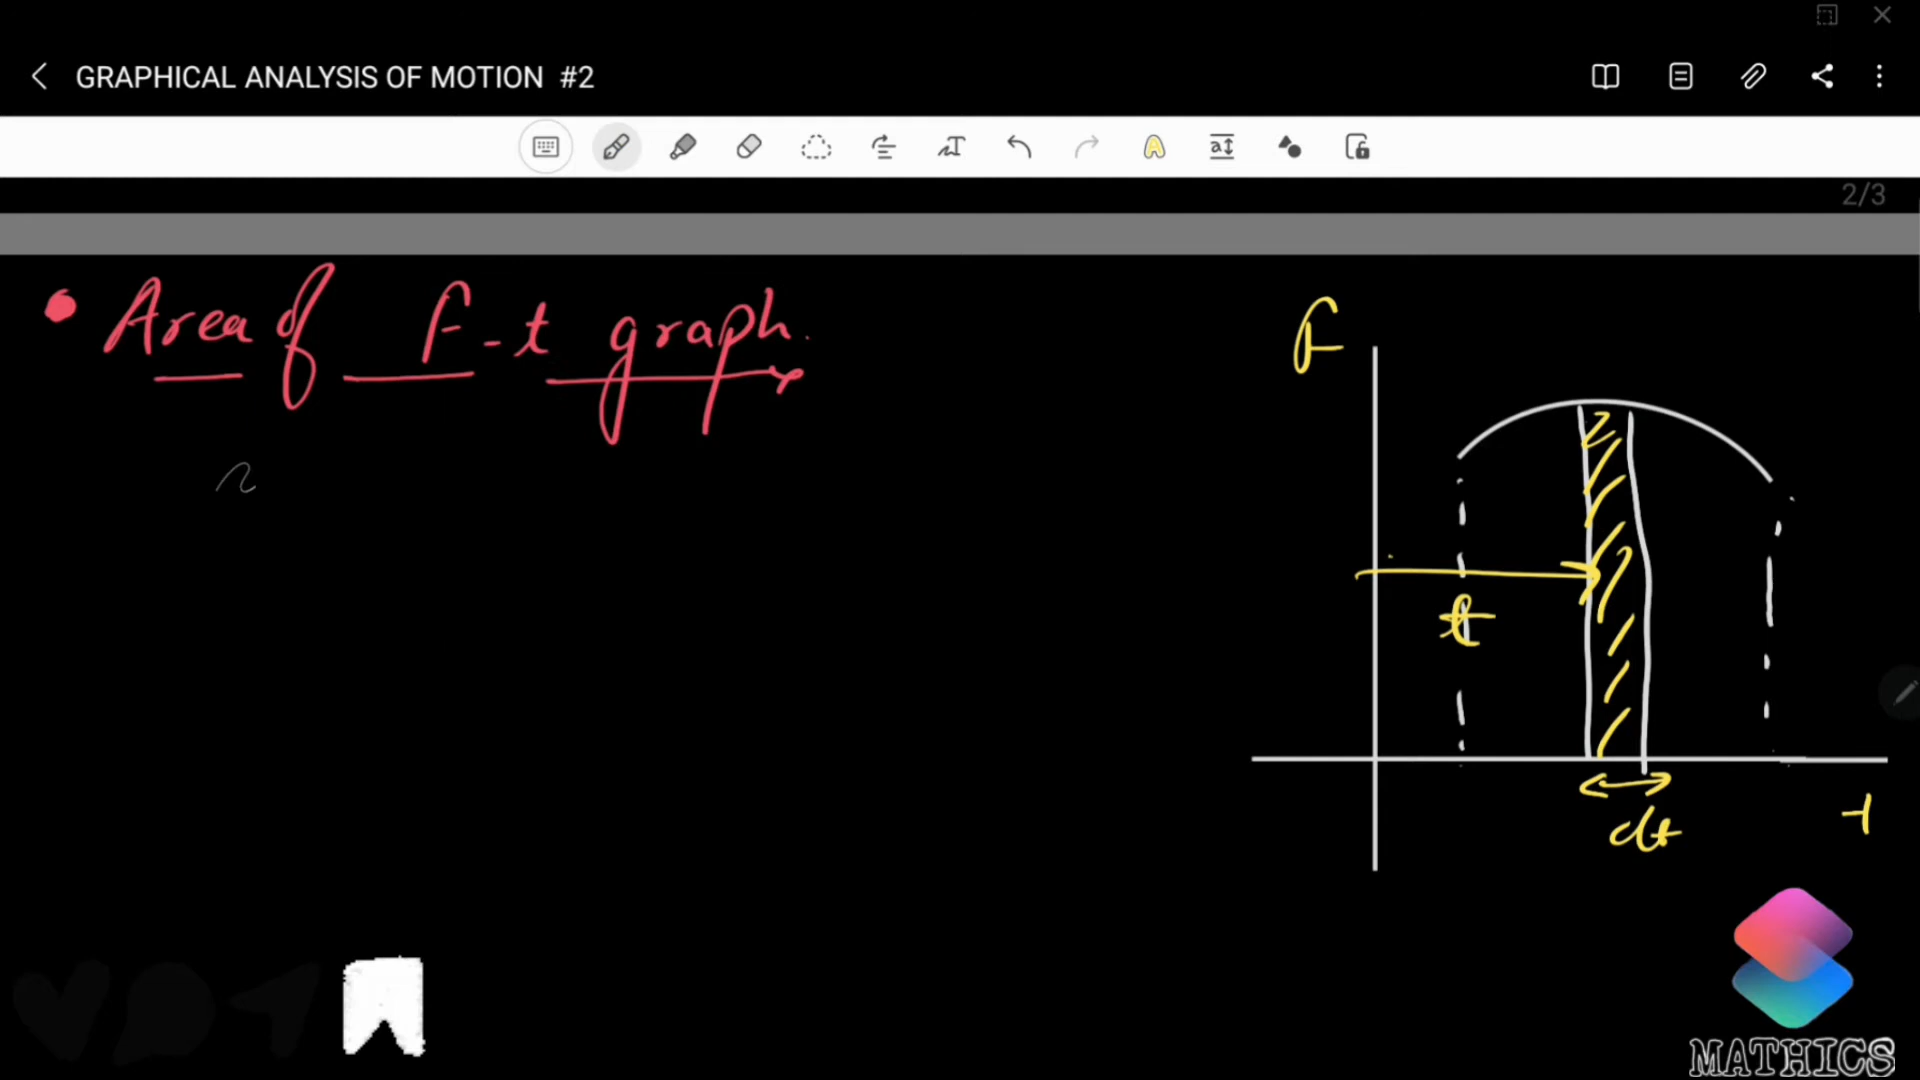 GRAPHICAL ANALYSIS OF MOTION #2
2/3
Area of F-t graph.
F
t
dt
t
MATHICS